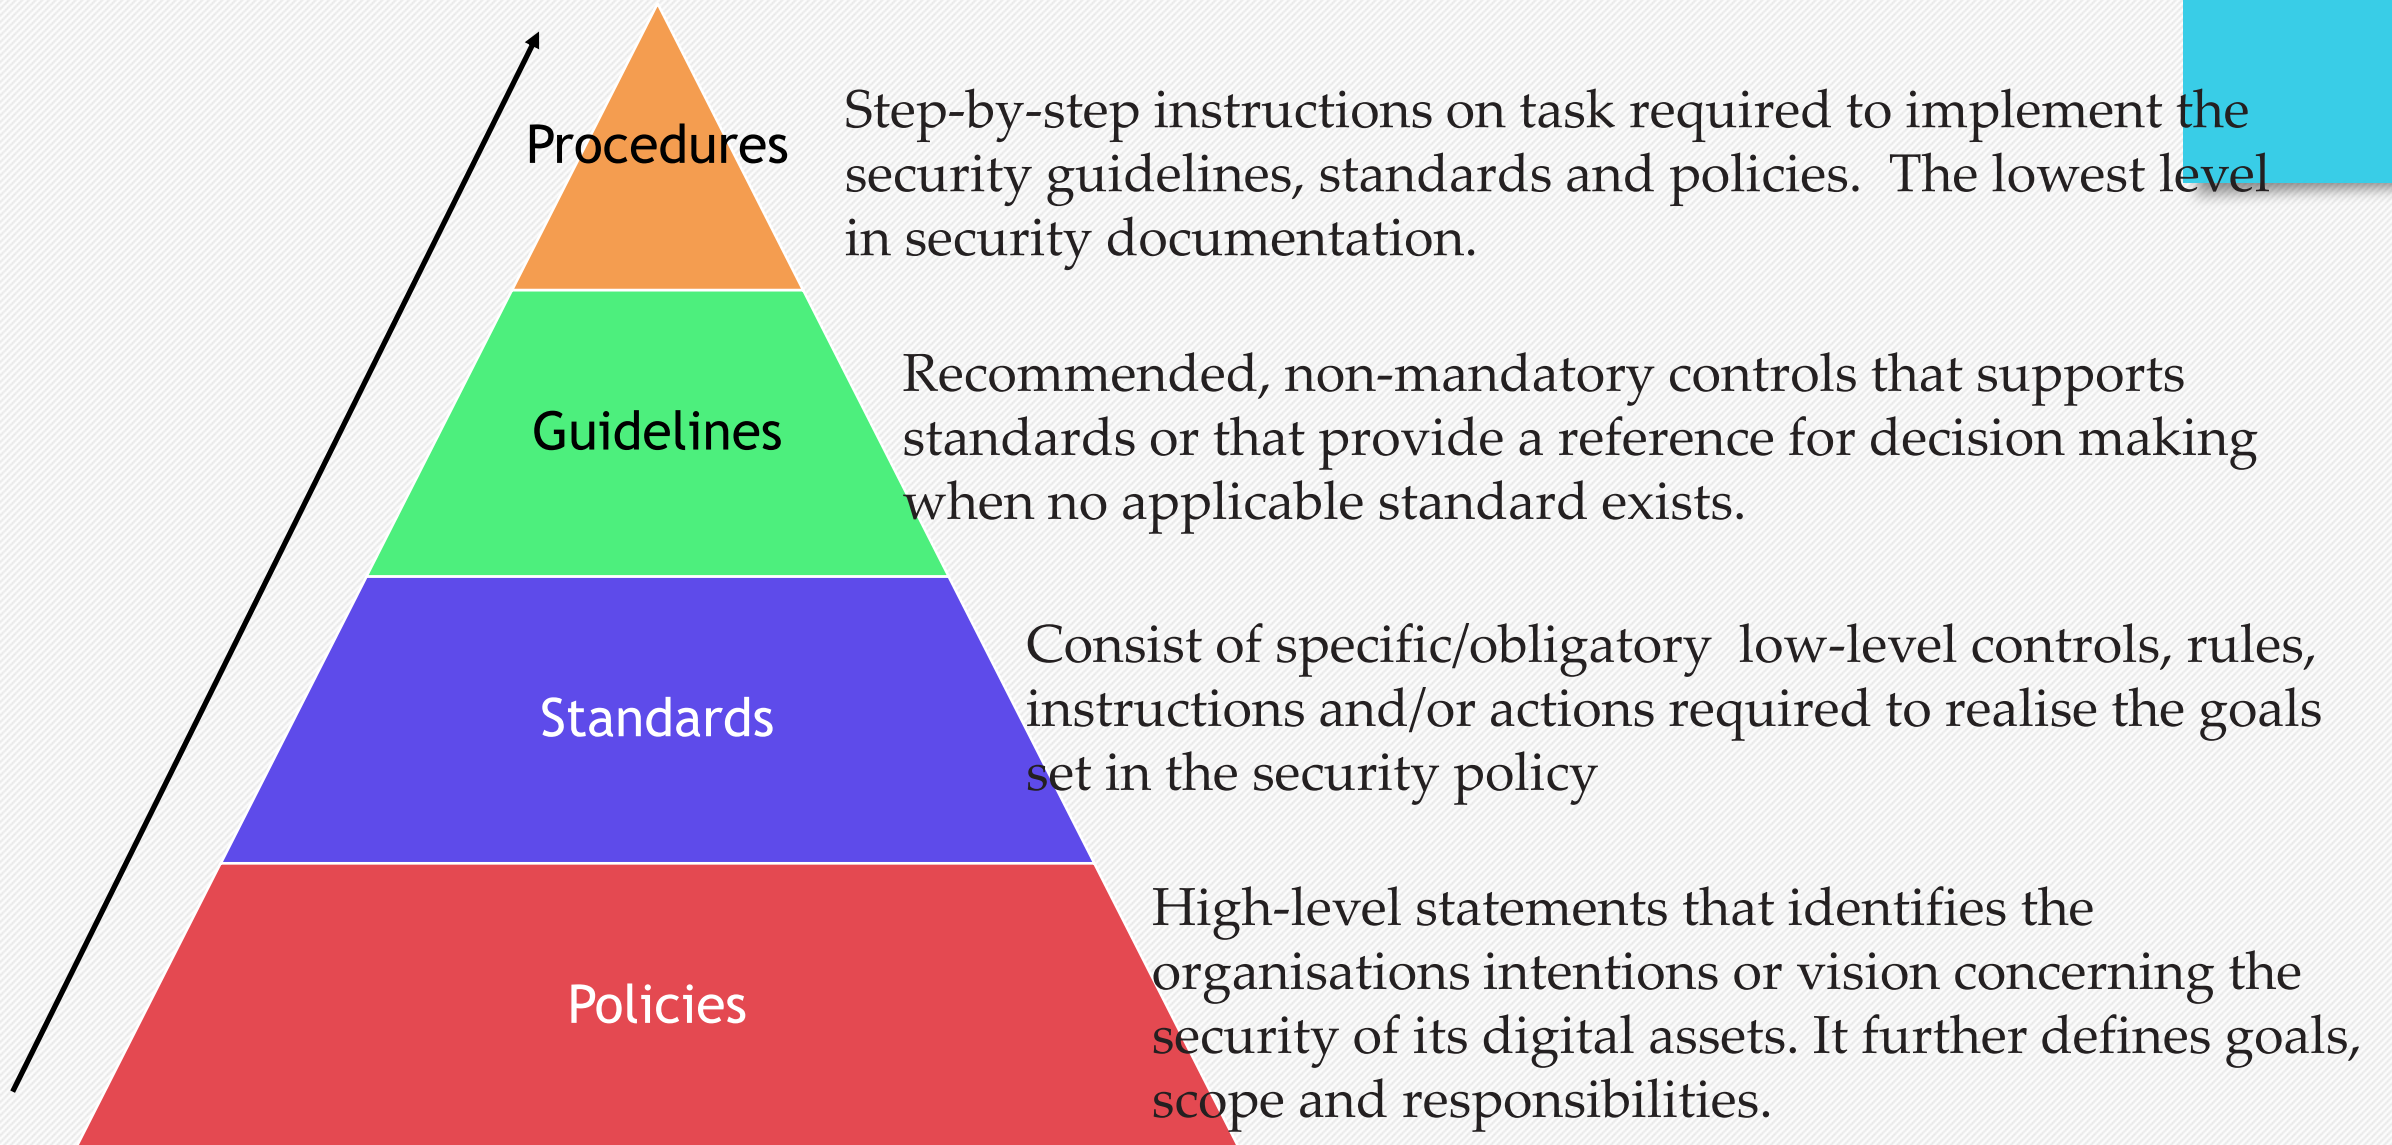 Procedures
Step-by-step instructions on task required to implement the
security guidelines, standards and policies.  The lowest level
in security documentation.
Guidelines
Recommended, non-mandatory controls that supports
standards or that provide a reference for decision making
when no applicable standard exists.
Standards
Consist of specific/obligatory  low-level controls, rules,
instructions and/or actions required to realise the goals
set in the security policy
Policies
High-level statements that identifies the
organisations intentions or vision concerning the
security of its digital assets. It further defines goals,
scope and responsibilities.